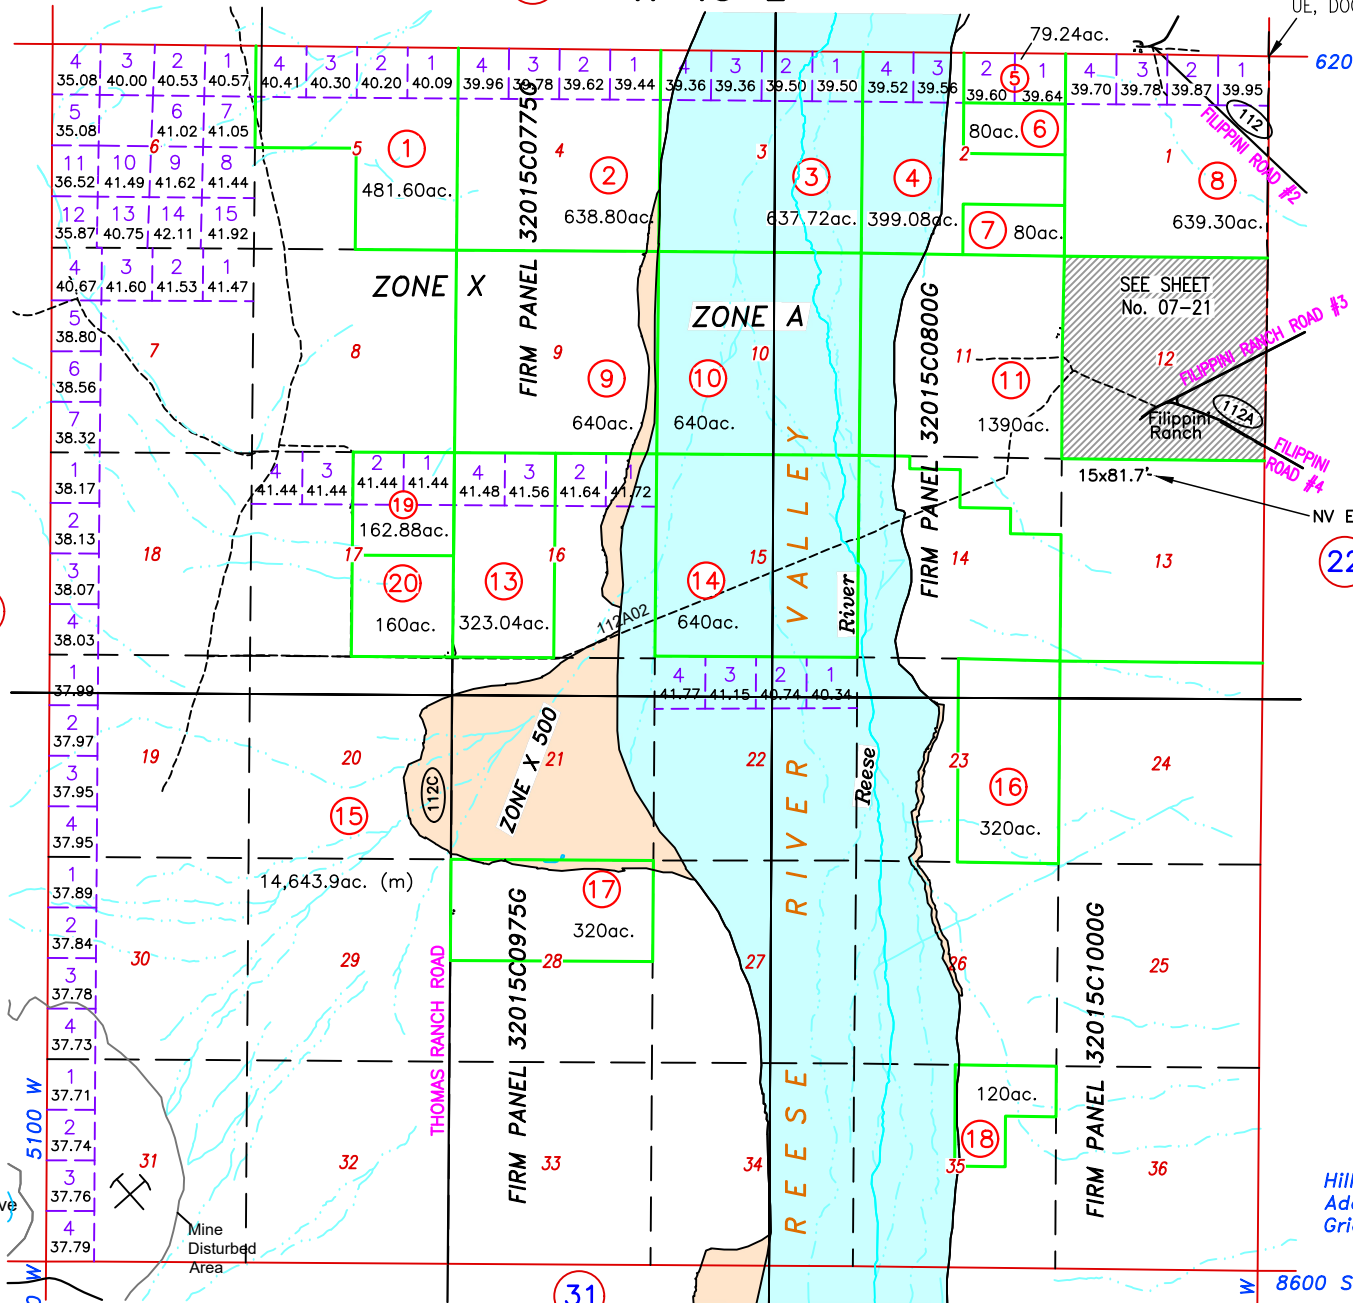 UE, DOC
79.24ac.
620
4 3 2 1 4 3 2 1 4 3 2 1 4 3 2 1 4 3 2 5 1 4 3 2 1
35.08 40.00 40.53 40.57 40.41 40.30 40.20 40.09 39.96 39.78 39.62 39.44 39.36 39.36 39.50 39.50 39.52 39.56 39.60 39.64 39.70 39.78 39.87 39.95
5 6 7
35.08 41.02 41.05
80ac. 6
112
FILIPPINI ROAD #2
6 5 1 4 3 2 1
11 10 9 8
36.52 41.49 41.62 41.44
2 3 4 8
481.60ac.
12 13 14 15
35.87 40.75 42.11 41.92
638.80ac. 637.72ac. 399.08ac. 7 80ac. 639.30ac.
FIRM PANEL 32015C0775G
4 3 2 1
40.67 41.60 41.53 41.47
ZONE X
ZONE A
SEE SHEET
No. 07-21
5
38.80
7 8 9 10 11 12
FIRM PANEL 32015C0800G
FILIPPINI RANCH ROAD #3
6
38.56
9 10 11
112A
Filippini
Ranch
7
38.32
640ac. 640ac. 1390ac.
FILIPPINI
ROAD #4
1
38.17
4 3 2 1 4 3 2 1
41.44 41.44 41.44 41.44 41.48 41.56 41.64 41.72
15x81.7'
NV E
19
162.88ac.
2
38.13
18 17 16 15 14 13
22
3
38.07
20 13 14
4
38.03
160ac. 323.04ac. 112A02 640ac.
River
1
37.99
4 3 2 1
41.77 41.15 40.74 40.34
2
37.97
19 20 21 22 23 24
ZONE X 500
Reese
3
37.95
112C
15 16
4
37.95
320ac.
1
37.89
14,643.9ac. (m)
17
2
37.84
320ac.
30 29 28 27 26 25
3
37.78
THOMAS RANCH ROAD
FIRM PANEL 32015C0975G
FIRM PANEL 32015C1000G
REESE RIVER VALLEY
4
37.73
1
37.71
120ac.
5100 W
2
37.74
18
31 32 33 34 35 36
3
37.76
4
37.79
Mine
Disturbed
Area
ve
W
Hill
Add
Gri
31
W
8600 S